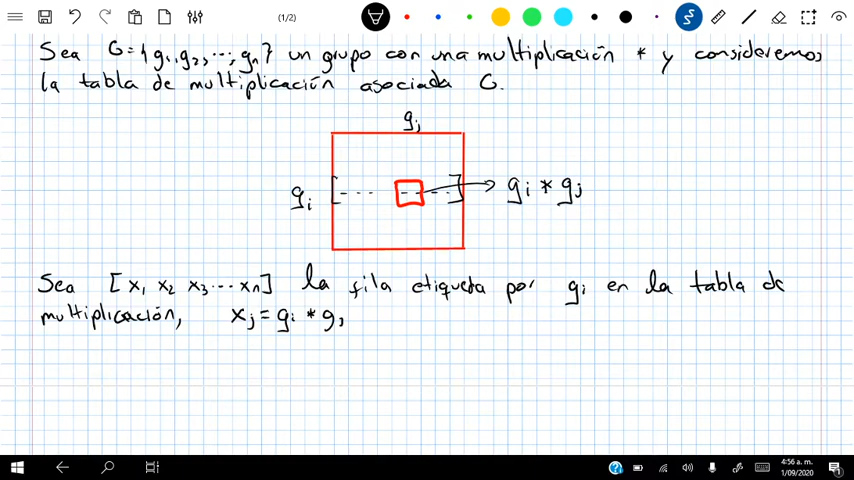 (1/2)
Sea G={g1,g2,...,gn} un grupo con una multiplicación * y consideremos
la tabla de multiplicación asociada G.
gj
gi [- - ... - - - -] → gi * gj
Sea [x1 x2 x3 ... xn] la fila etiqueta por gi en la tabla de
multiplicación, xj = gi * gj
4:56 a. m.
1/09/2020